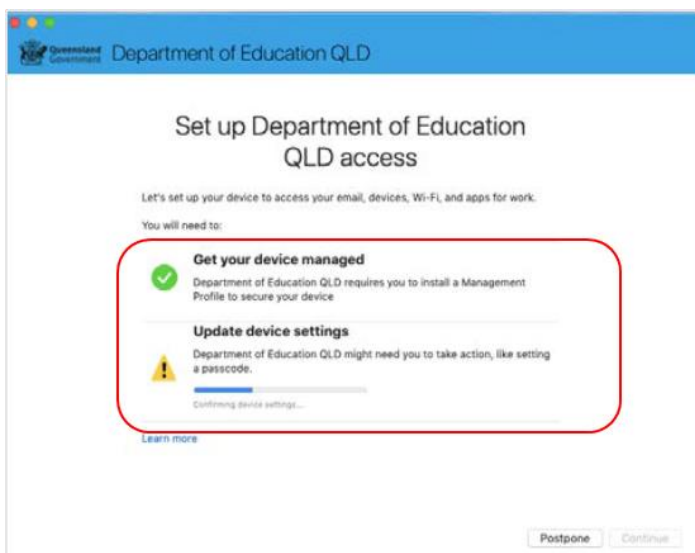 Queensland
Government
Department of Education QLD
Set up Department of Education
QLD access
Let's set up your device to access your email, devices, Wi-Fi, and apps for work.
You will need to:
Get your device managed
Department of Education QLD requires you to install a Management
Profile to secure your device
Update device settings
Department of Education QLD might need you to take action, like setting
a passcode.
Confirming device settings...
Learn more
Postpone
Continue